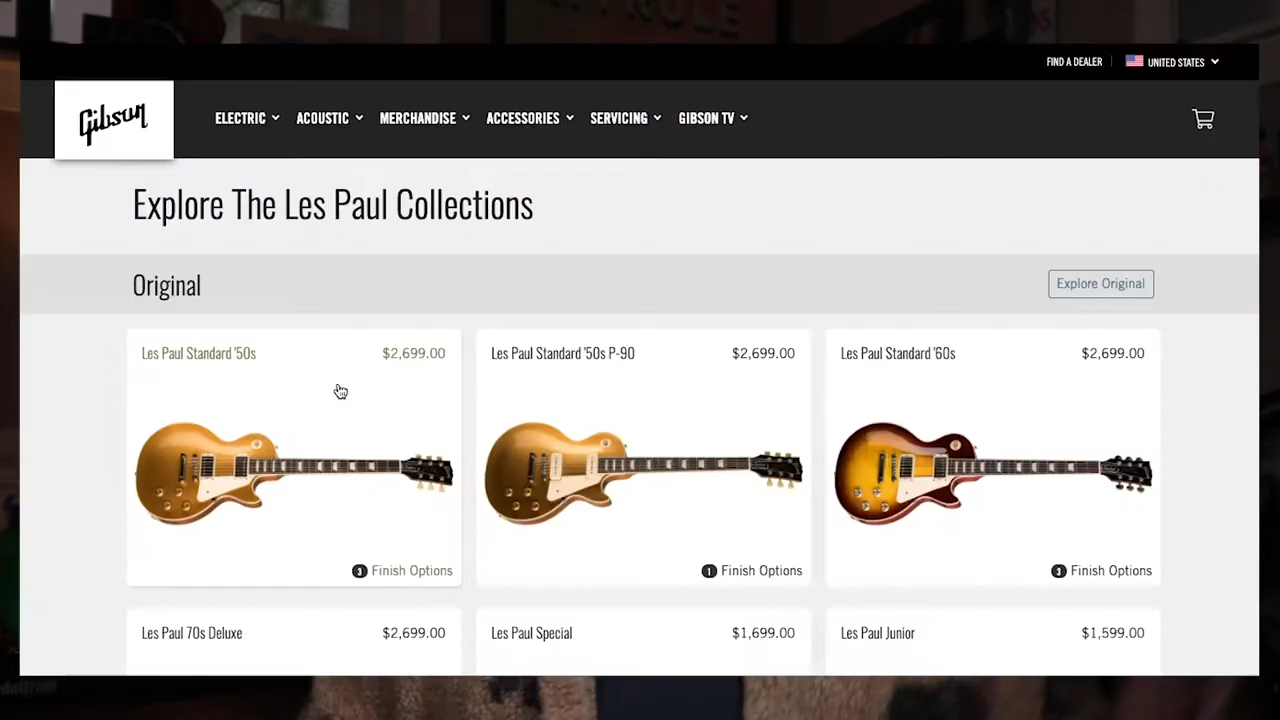 FIND A DEALER
UNITED STATES
Gibson
ELECTRIC ACOUSTIC MERCHANDISE ACCESSORIES SERVICING GIBSON TV
Explore The Les Paul Collections
Original
Explore Original
Les Paul Standard '50s $2,699.00
Les Paul Standard '50s P-90 $2,699.00
Les Paul Standard '60s $2,699.00
3 Finish Options
1 Finish Options
3 Finish Options
Les Paul 70s Deluxe $2,699.00
Les Paul Special $1,699.00
Les Paul Junior $1,599.00